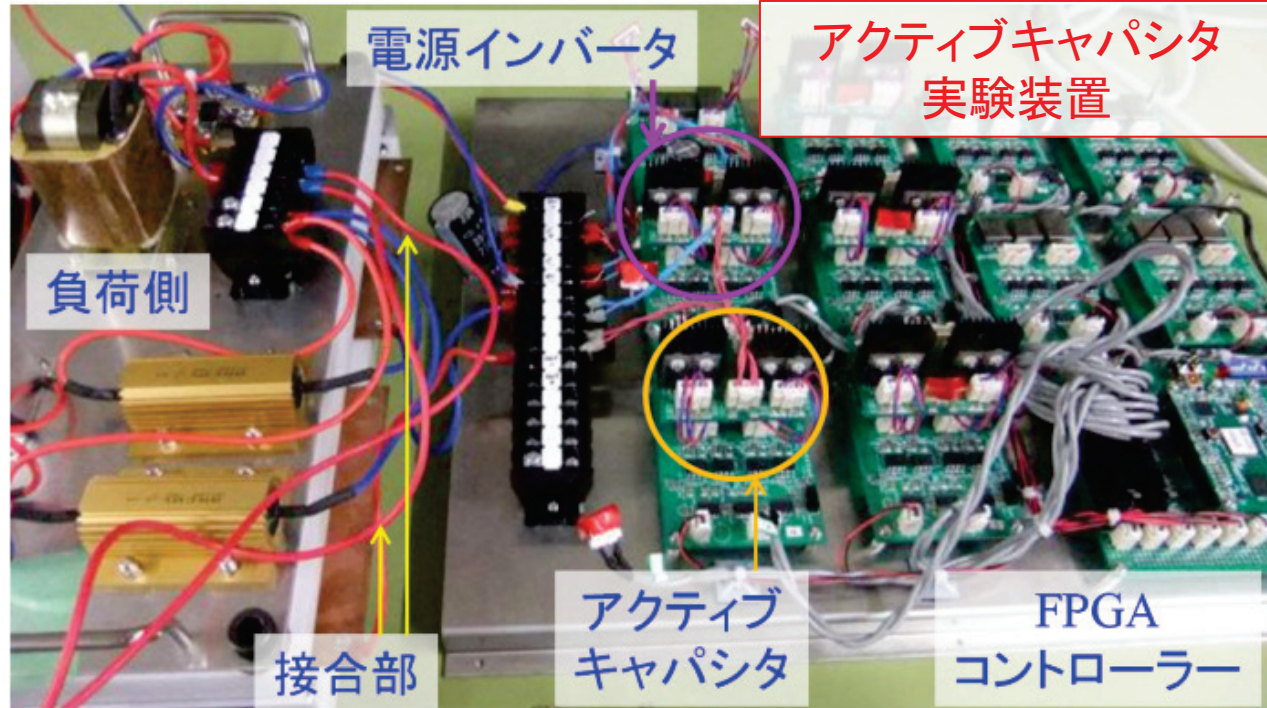 電源インバータ
アクティブキャパシタ
実験装置
負荷側
接合部
アクティブ
キャパシタ
FPGA
コントローラー